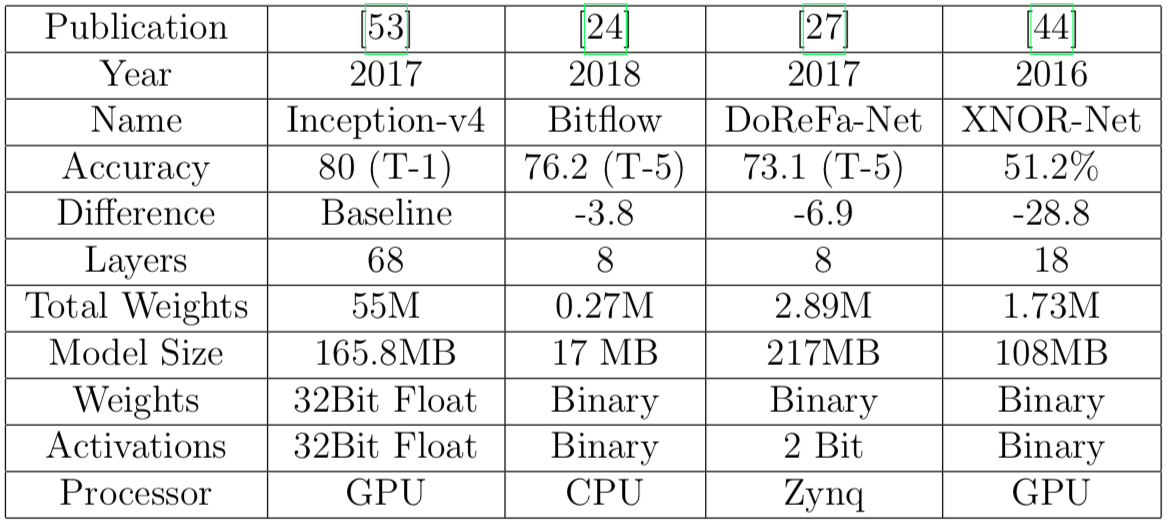 Publication [53] [24] [27] [44]
Year 2017 2018 2017 2016
Name Inception-v4 Bitflow DoReFa-Net XNOR-Net
Accuracy 80 (T-1) 76.2 (T-5) 73.1 (T-5) 51.2%
Difference Baseline -3.8 -6.9 -28.8
Layers 68 8 8 18
Total Weights 55M 0.27M 2.89M 1.73M
Model Size 165.8MB 17 MB 217MB 108MB
Weights 32Bit Float Binary Binary Binary
Activations 32Bit Float Binary 2 Bit Binary
Processor GPU CPU Zynq GPU